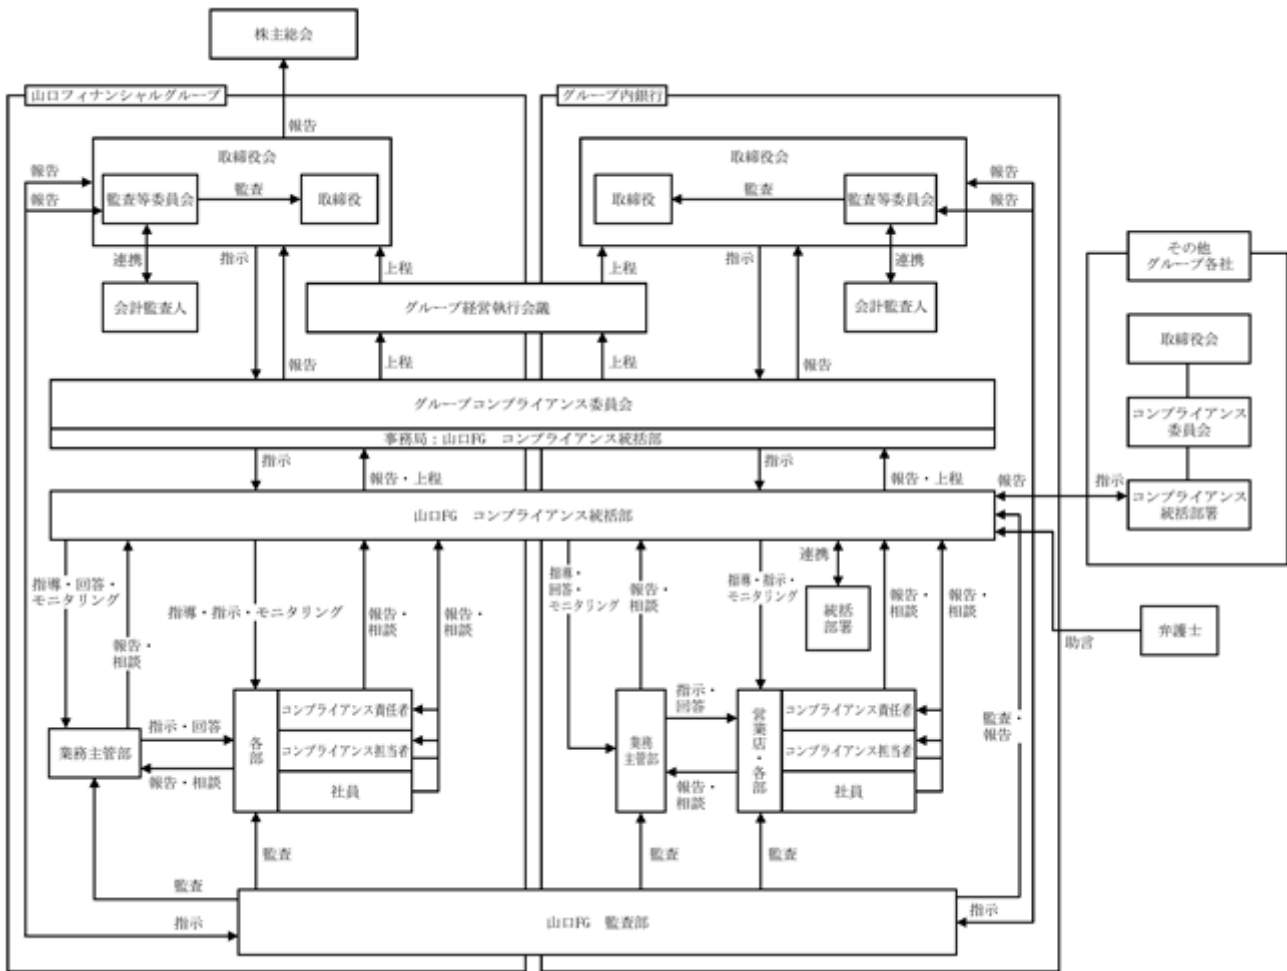 株主総会
山口フィナンシャルグループ
グループ内銀行
報告
取締役会
取締役会
報告
監査等委員会
監査
取締役
取締役
監査
監査等委員会
報告
報告
報告
その他
グループ各社
連携
指示
上程
指示
上程
連携
会計監査人
グループ経営執行会議
会計監査人
取締役会
報告
上程
上程
報告
グループコンプライアンス委員会
事務局：山口FG コンプライアンス統括部
コンプライアンス
委員会
指示
報告・上程
指示
報告・上程
報告
指示
山口FG コンプライアンス統括部
コンプライアンス
統括部署
指導・回答・
モニタリング
指導・指示・モニタリング
報告・
相談
報告・
相談
報告・
相談
指導・
回答・
モニタリング
報告・
相談
指導・指示・
モニタリング
連携
統括
部署
報告・
相談
報告・
相談
助言
弁護士
業務主管部
指示・回答
報告・相談
各部
コンプライアンス責任者
コンプライアンス担当者
社員
業務
主管部
指示・
回答
報告・
相談
営業店・各部
コンプライアンス責任者
コンプライアンス担当者
社員
監査・
報告
監査
監査
監査
監査
指示
山口FG 監査部
指示